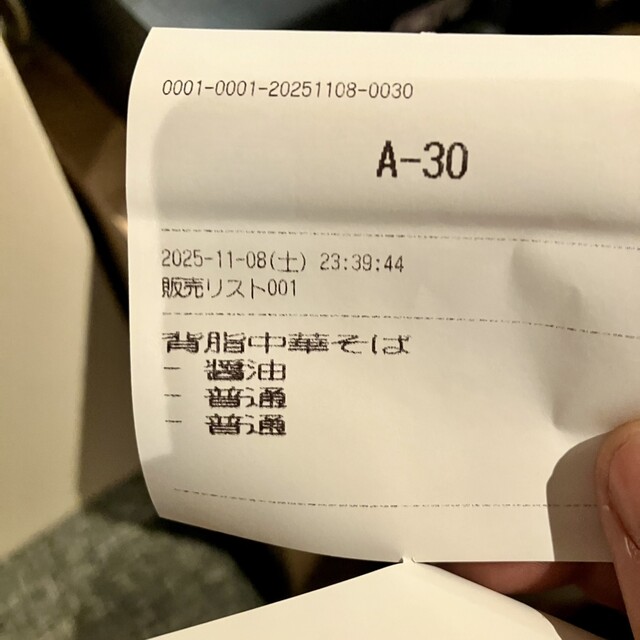 0001-0001-20251108-0030
A-30
2025-11-08(土) 23:39:44
販売リスト001
背脂中華そば
- 醤油
- 普通
- 普通